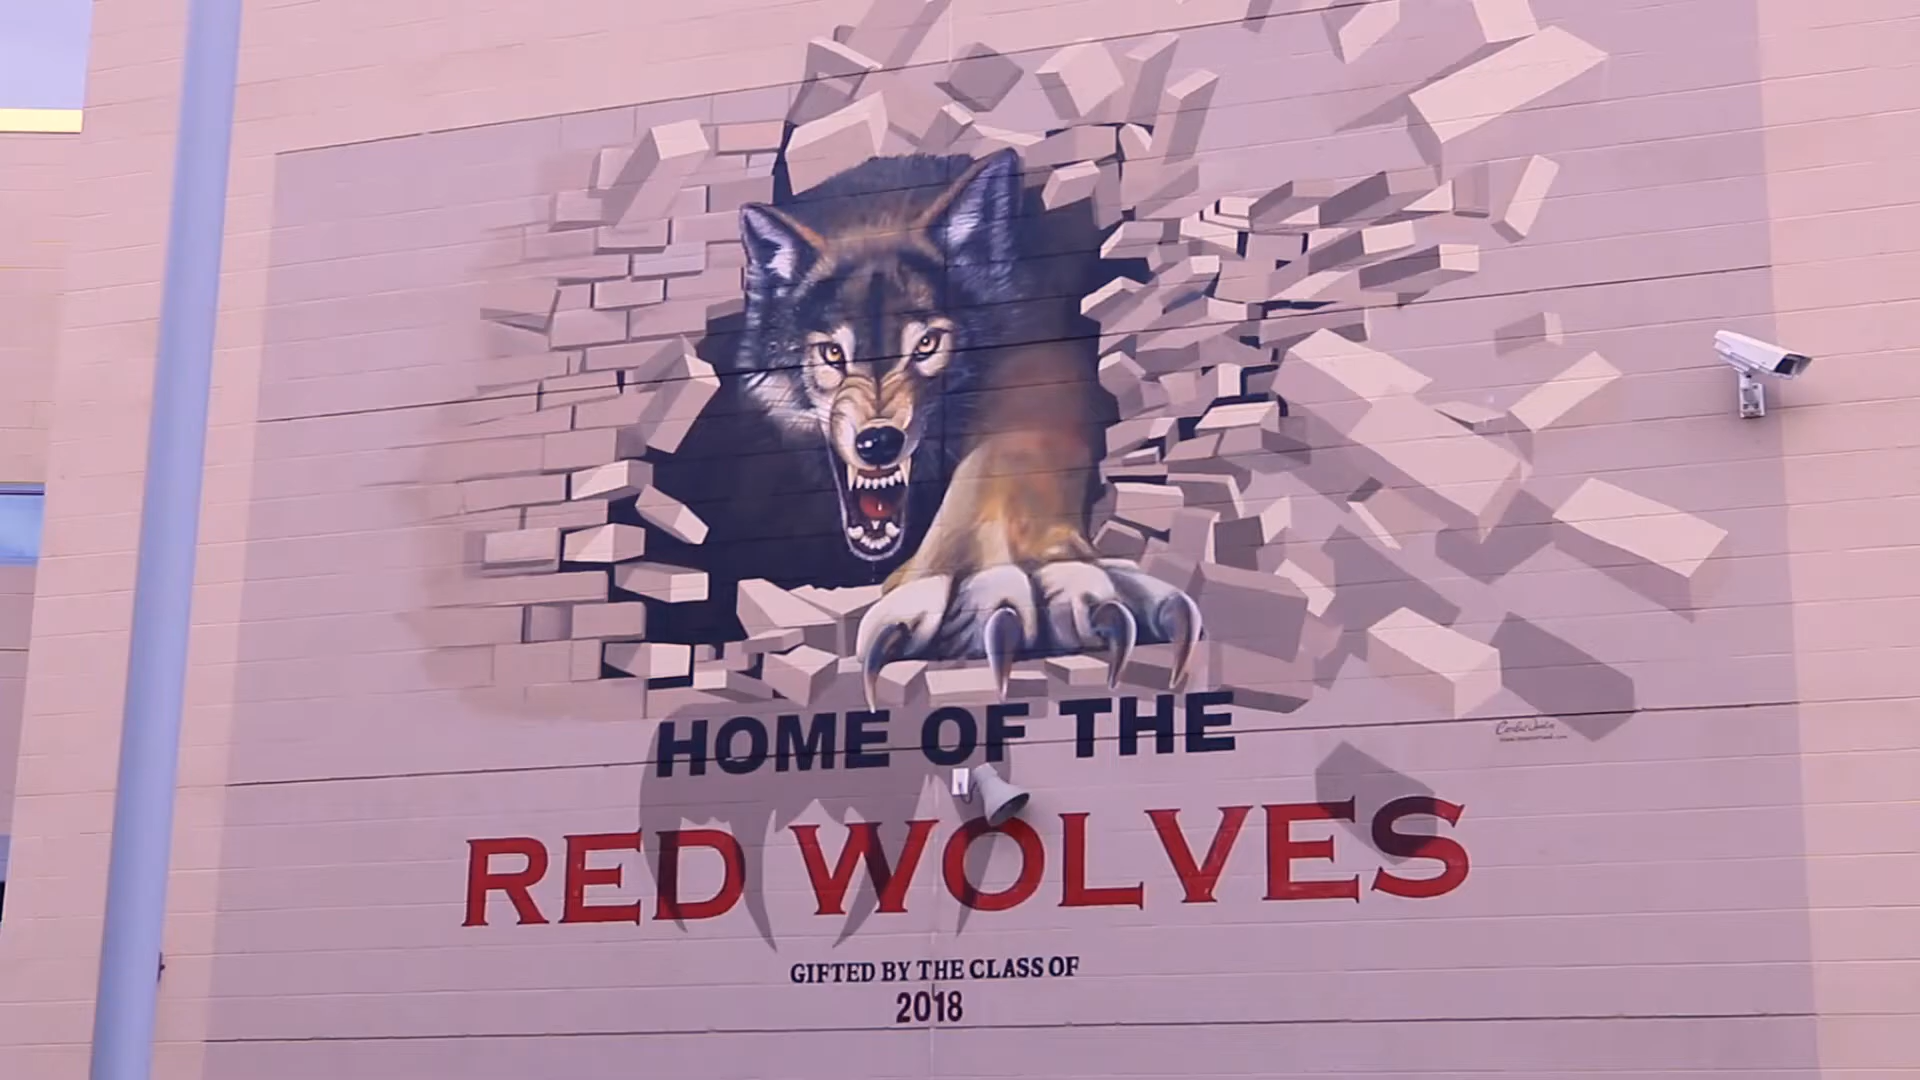 HOME OF THE
RED WOLVES
GIFTED BY THE CLASS OF
2018